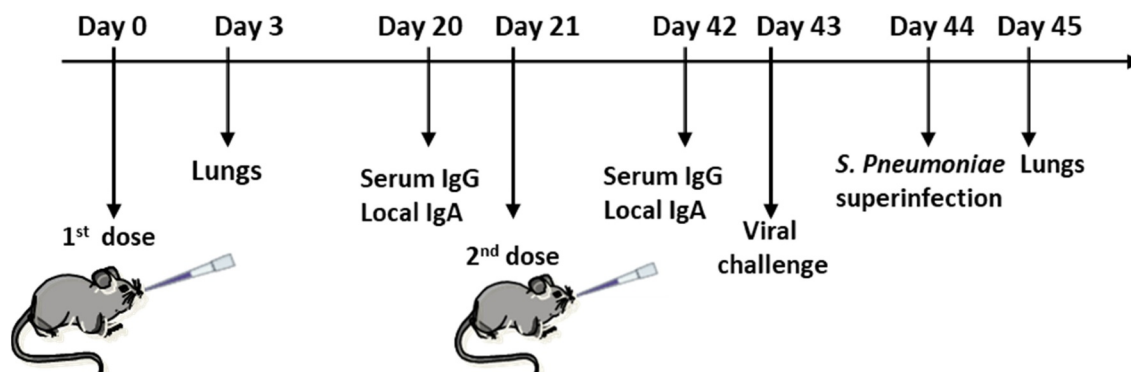 Day 0 Day 3 Day 20 Day 21 Day 42 Day 43 Day 44 Day 45
Lungs
Serum IgG
Local IgA
Serum IgG
Local IgA
S. Pneumoniae
superinfection
Lungs
1st dose
2nd dose
Viral
challenge